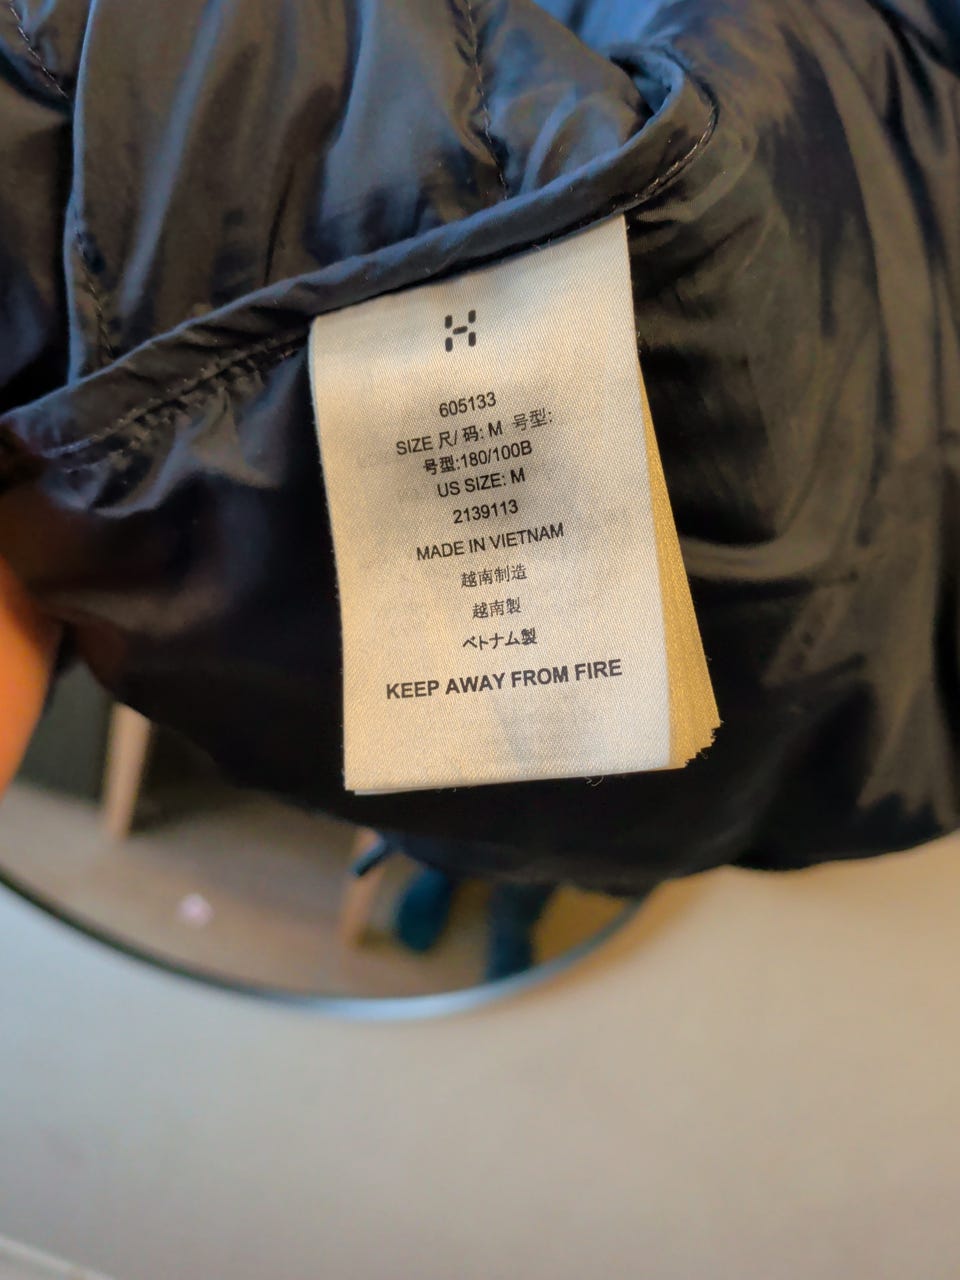 605133
SIZE 尺/ 码: M 号型:
号型:180/100B
US SIZE: M
2139113
MADE IN VIETNAM
越南制造
越南製
ベトナム製
KEEP AWAY FROM FIRE